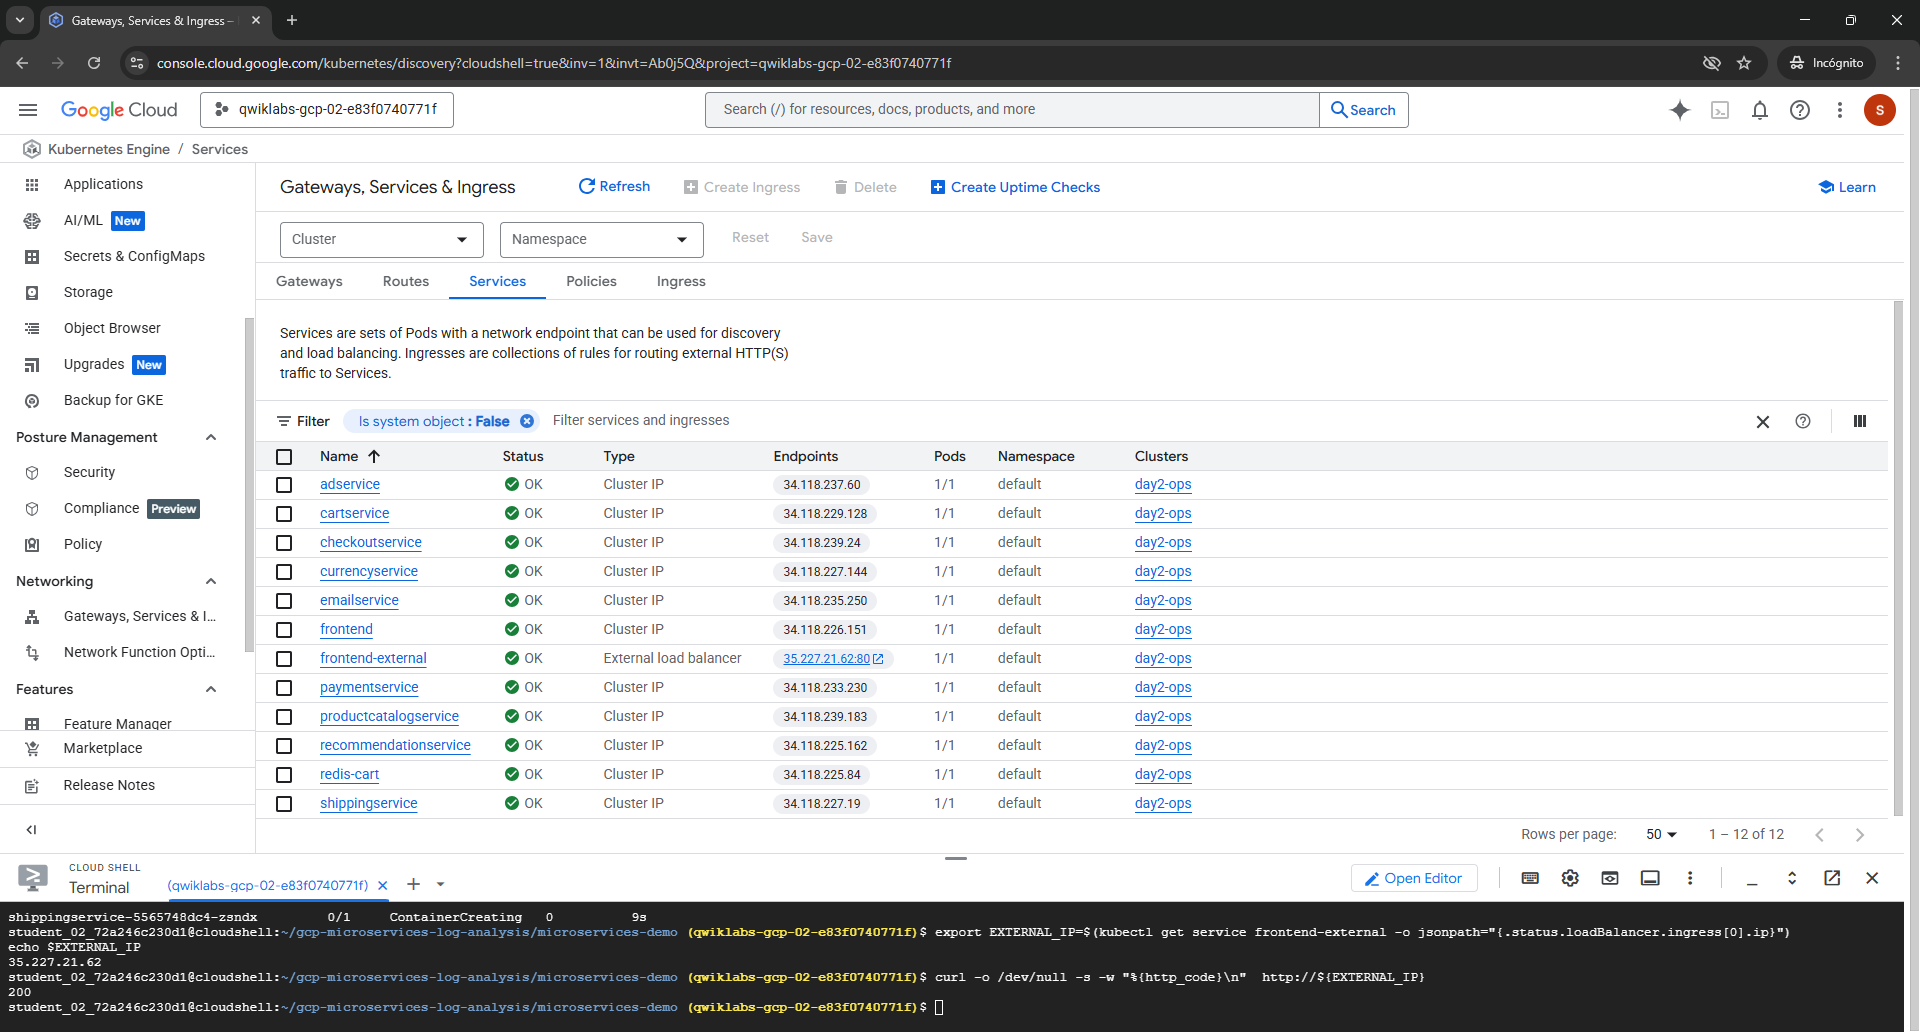 Gateways, Services & Ingress –
console.cloud.google.com/kubernetes/discovery?cloudshell=true&inv=1&invt=Ab0j5Q&project=qwiklabs-gcp-02-e83f0740771f
Incógnito
Google Cloud
qwiklabs-gcp-02-e83f0740771f
Search (/) for resources, docs, products, and more
Search
S
Kubernetes Engine / Services
Applications
AI/ML New
Secrets & ConfigMaps
Storage
Object Browser
Upgrades New
Backup for GKE
Posture Management
Security
Compliance Preview
Policy
Networking
Gateways, Services & I...
Network Function Opti...
Features
Feature Manager
Marketplace
Release Notes
Gateways, Services & Ingress
Refresh
Create Ingress
Delete
Create Uptime Checks
Learn
Cluster
Namespace
Reset
Save
Gateways
Routes
Services
Policies
Ingress
Services are sets of Pods with a network endpoint that can be used for discovery
and load balancing. Ingresses are collections of rules for routing external HTTP(S)
traffic to Services.
Filter Is system object : False Filter services and ingresses
Name Status Type Endpoints Pods Namespace Clusters
adservice OK Cluster IP 34.118.237.60 1/1 default day2-ops
cartservice OK Cluster IP 34.118.229.128 1/1 default day2-ops
checkoutservice OK Cluster IP 34.118.239.24 1/1 default day2-ops
currencyservice OK Cluster IP 34.118.227.144 1/1 default day2-ops
emailservice OK Cluster IP 34.118.235.250 1/1 default day2-ops
frontend OK Cluster IP 34.118.226.151 1/1 default day2-ops
frontend-external OK External load balancer 35.227.21.62:80 1/1 default day2-ops
paymentservice OK Cluster IP 34.118.233.230 1/1 default day2-ops
productcatalogservice OK Cluster IP 34.118.239.183 1/1 default day2-ops
recommendationservice OK Cluster IP 34.118.225.162 1/1 default day2-ops
redis-cart OK Cluster IP 34.118.225.84 1/1 default day2-ops
shippingservice OK Cluster IP 34.118.227.19 1/1 default day2-ops
Rows per page: 50 1 – 12 of 12
CLOUD SHELL
Terminal
(qwiklabs-gcp-02-e83f0740771f)
Open Editor
shippingservice-5565748dc4-zsndx 0/1 ContainerCreating 0 9s
student_02_72a246c230d1@cloudshell:~/gcp-microservices-log-analysis/microservices-demo (qwiklabs-gcp-02-e83f0740771f)$ export EXTERNAL_IP=$(kubectl get service frontend-external -o jsonpath="{.status.loadBalancer.ingress[0].ip}")
echo $EXTERNAL_IP
35.227.21.62
student_02_72a246c230d1@cloudshell:~/gcp-microservices-log-analysis/microservices-demo (qwiklabs-gcp-02-e83f0740771f)$ curl -o /dev/null -s -w "%{http_code}\n" http://${EXTERNAL_IP}
200
student_02_72a246c230d1@cloudshell:~/gcp-microservices-log-analysis/microservices-demo (qwiklabs-gcp-02-e83f0740771f)$